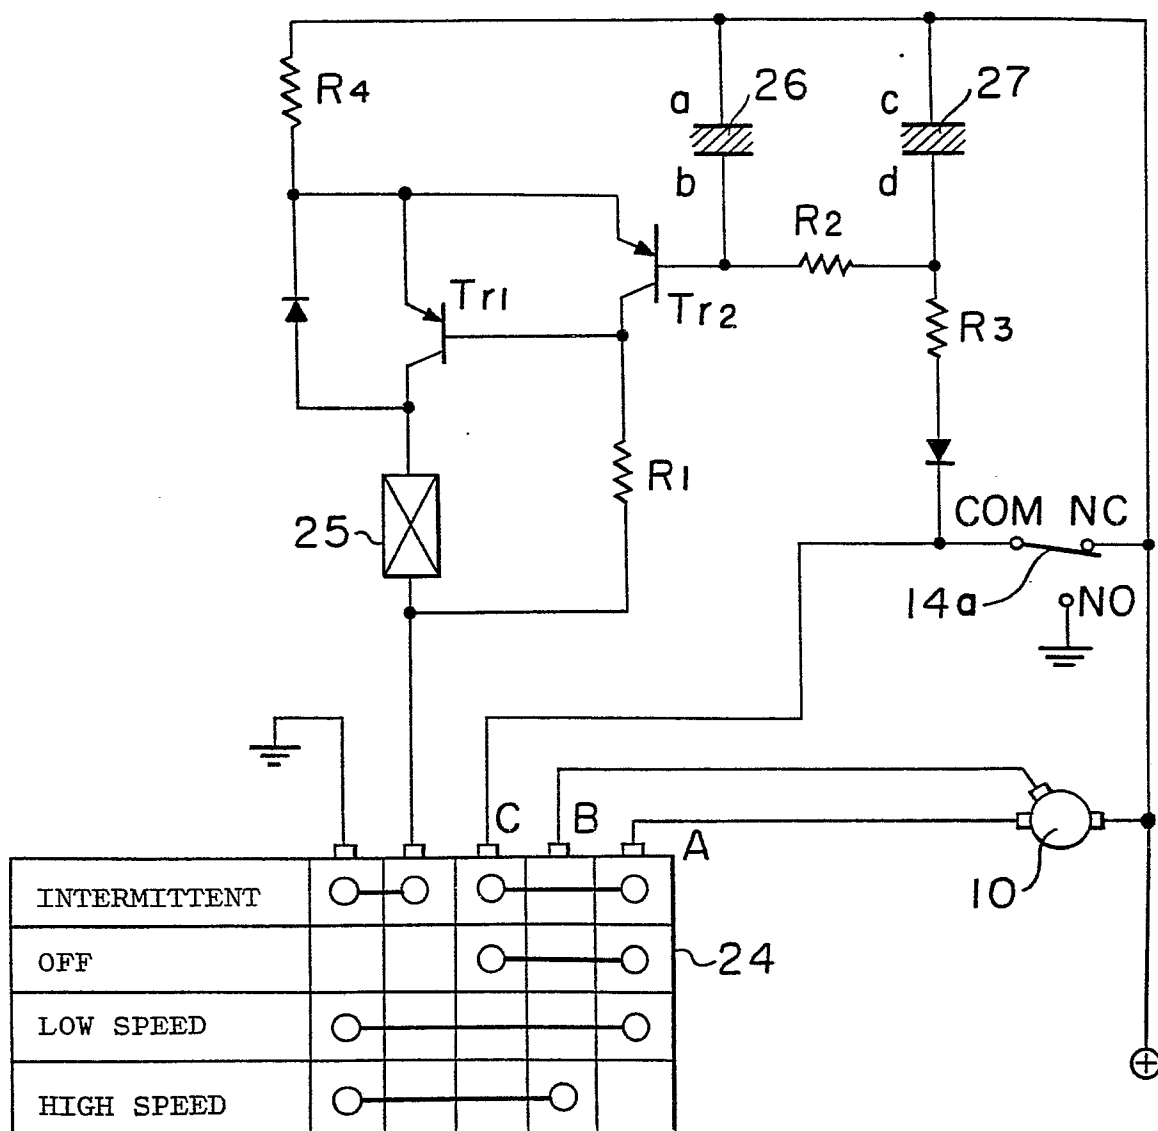 R4
a
26
c
27
b
d
R2
Tr1
Tr2
R3
R1
25
COM NC
14a
NO
C
B
A
10
INTERMITTENT
OFF
24
LOW SPEED
HIGH SPEED